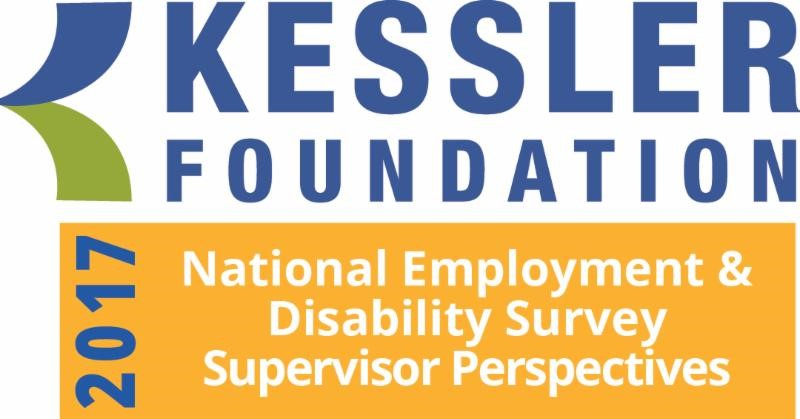 KESSLER
FOUNDATION
2017
National Employment &
Disability Survey
Supervisor Perspectives